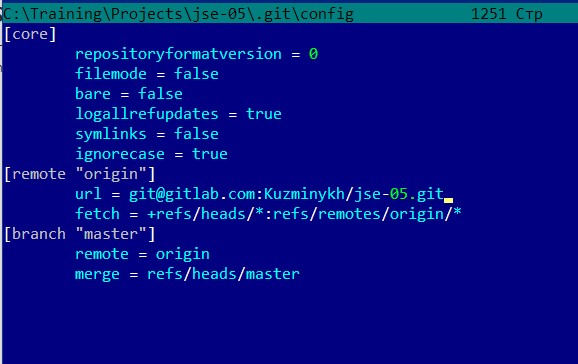 C:\Training\Projects\jse-05\.git\config 1251 Стр
[core]
repositoryformatversion = 0
filemode = false
bare = false
logallrefupdates = true
symlinks = false
ignorecase = true
[remote "origin"]
url = git@gitlab.com:Kuzminykh/jse-05.git
fetch = +refs/heads/*:refs/remotes/origin/*
[branch "master"]
remote = origin
merge = refs/heads/master